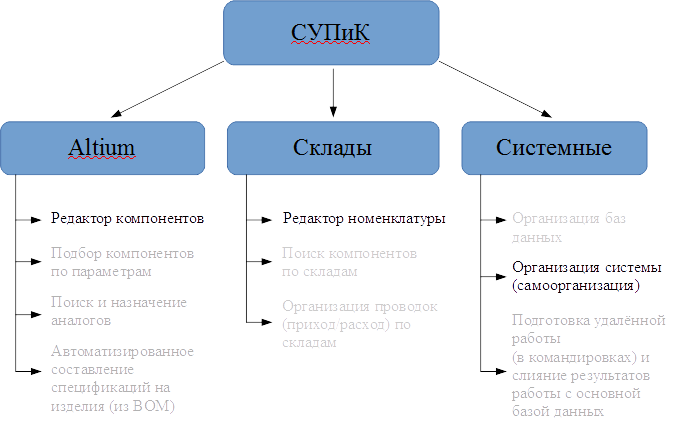 СУПиК
Altium
Склады
Системные
Редактор компонентов
Подбор компонентов
по параметрам
Поиск и назначение
аналогов
Автоматизированное
составление
спецификаций на
изделия (из BOM)
Редактор номенклатуры
Поиск компонентов
по складам
Организация проводок
(приход/расход) по
складам
Организация баз
данных
Организация системы
(самоорганизация)
Подготовка удалённой
работы
(в командировках) и
слияние результатов
работы с основной
базой данных